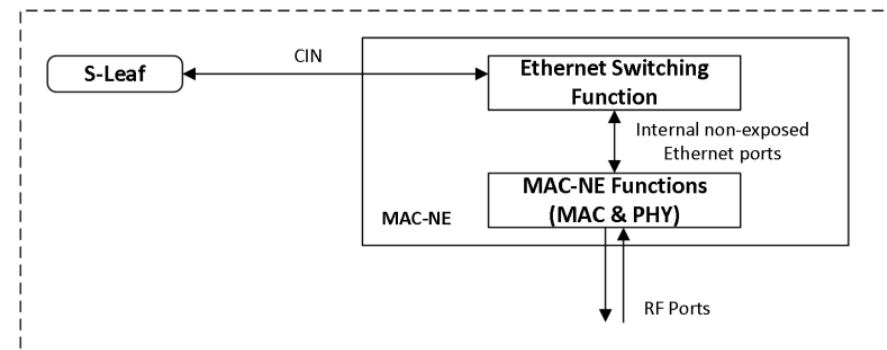 CIN
S-Leaf
Ethernet Switching
Function
Internal non-exposed
Ethernet ports
MAC-NE Functions
(MAC & PHY)
MAC-NE
RF Ports